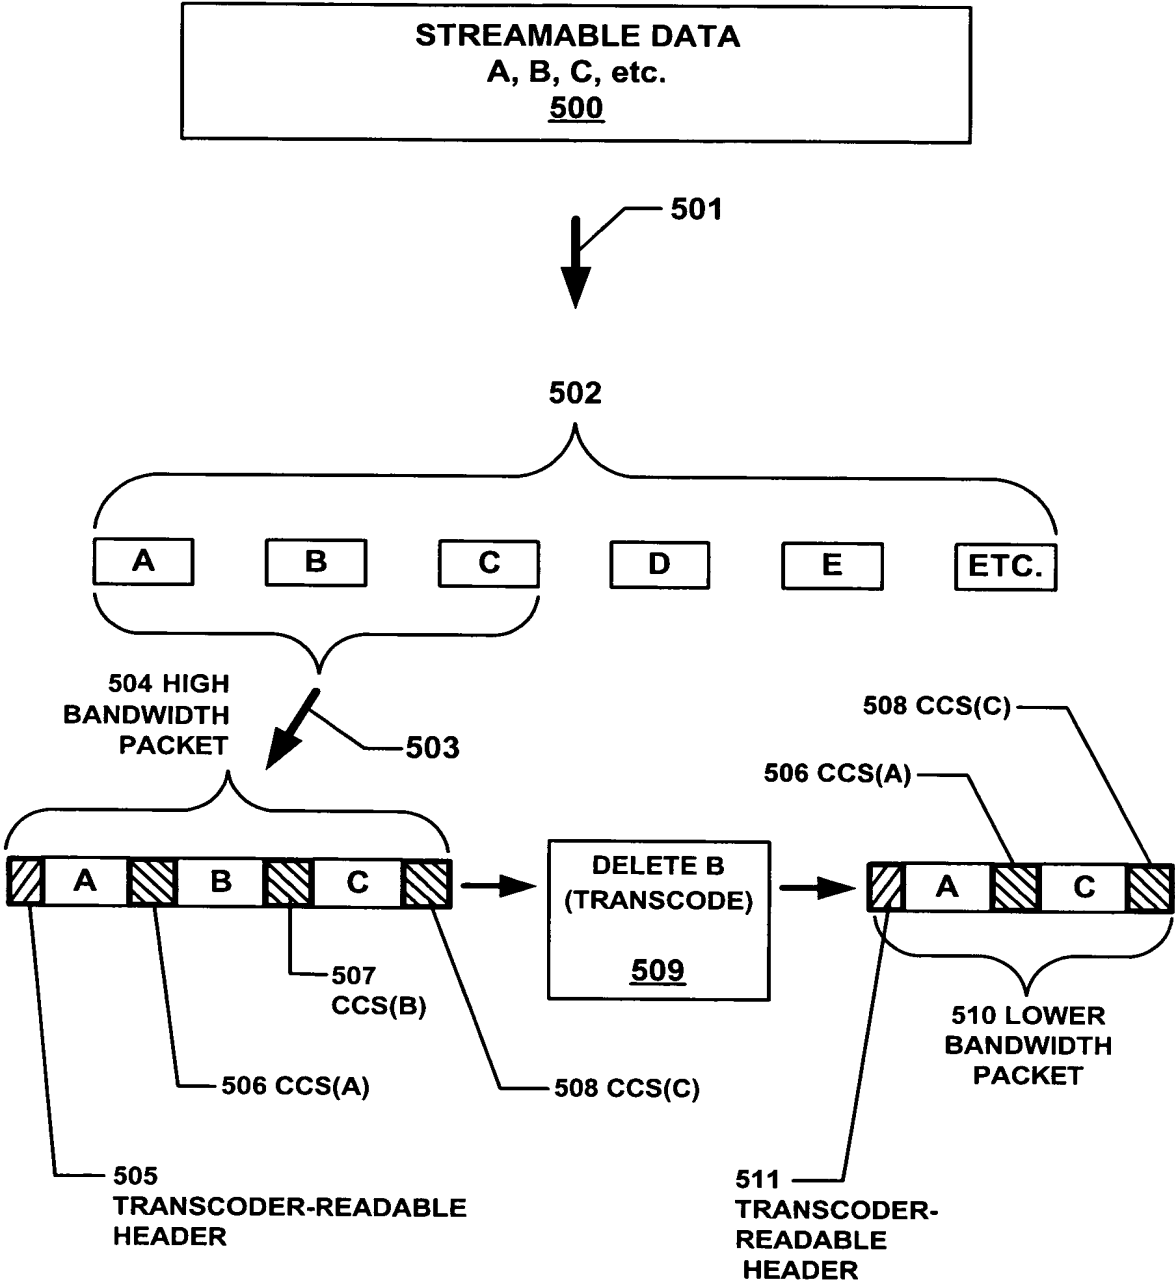 STREAMABLE DATA
A, B, C, etc.
500
501
502
A
B
C
D
E
ETC.
504 HIGH
BANDWIDTH
PACKET
503
508 CCS(C)
506 CCS(A)
A
B
C
DELETE B
(TRANSCODE)
509
A
C
507
CCS(B)
506 CCS(A)
508 CCS(C)
510 LOWER
BANDWIDTH
PACKET
505
TRANSCODER-READABLE
HEADER
511
TRANSCODER-
READABLE
HEADER